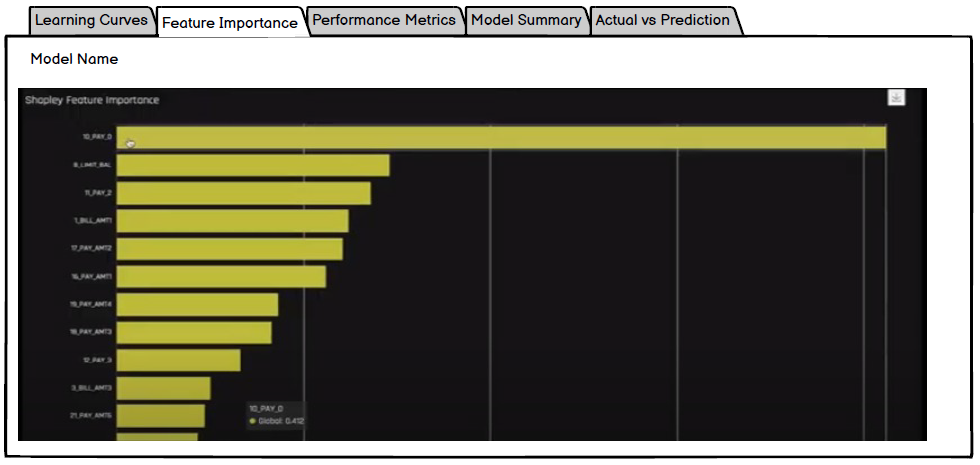 Learning Curves
Feature Importance
Performance Metrics
Model Summary
Actual vs Prediction
Model Name
Shapley Feature Importance
10_PAY_0
8_LIMIT_BAL
11_PAY_2
1_BILL_AMT1
17_PAY_AMT2
16_PAY_AMT1
19_PAY_AMT4
18_PAY_AMT3
12_PAY_3
3_BILL_AMT3
21_PAY_AMT6
10_PAY_0
Global: 0.412